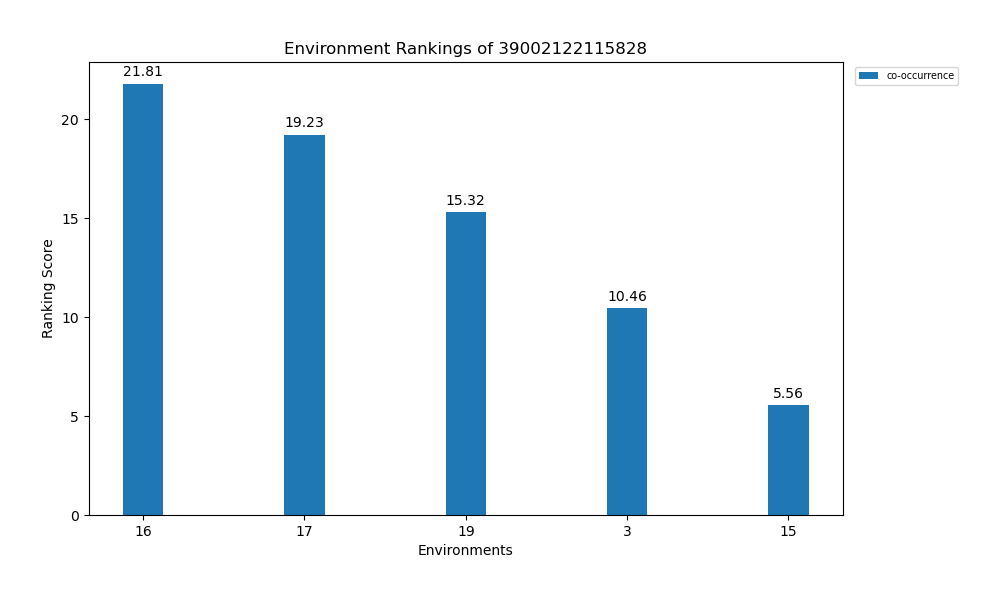 Environment Rankings of 39002122115828
co-occurrence
21.81
19.23
15.32
10.46
5.56
20
15
10
5
0
Ranking Score
16 17 19 3 15
Environments